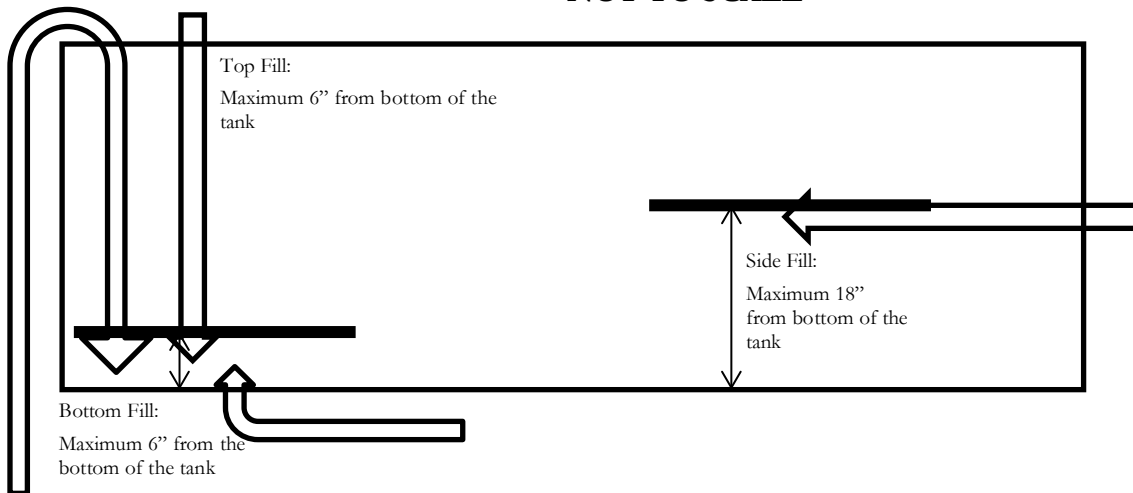 Top Fill:
Maximum 6” from bottom of the
tank
Side Fill:
Maximum 18”
from bottom of the
tank
Bottom Fill:
Maximum 6” from the
bottom of the tank